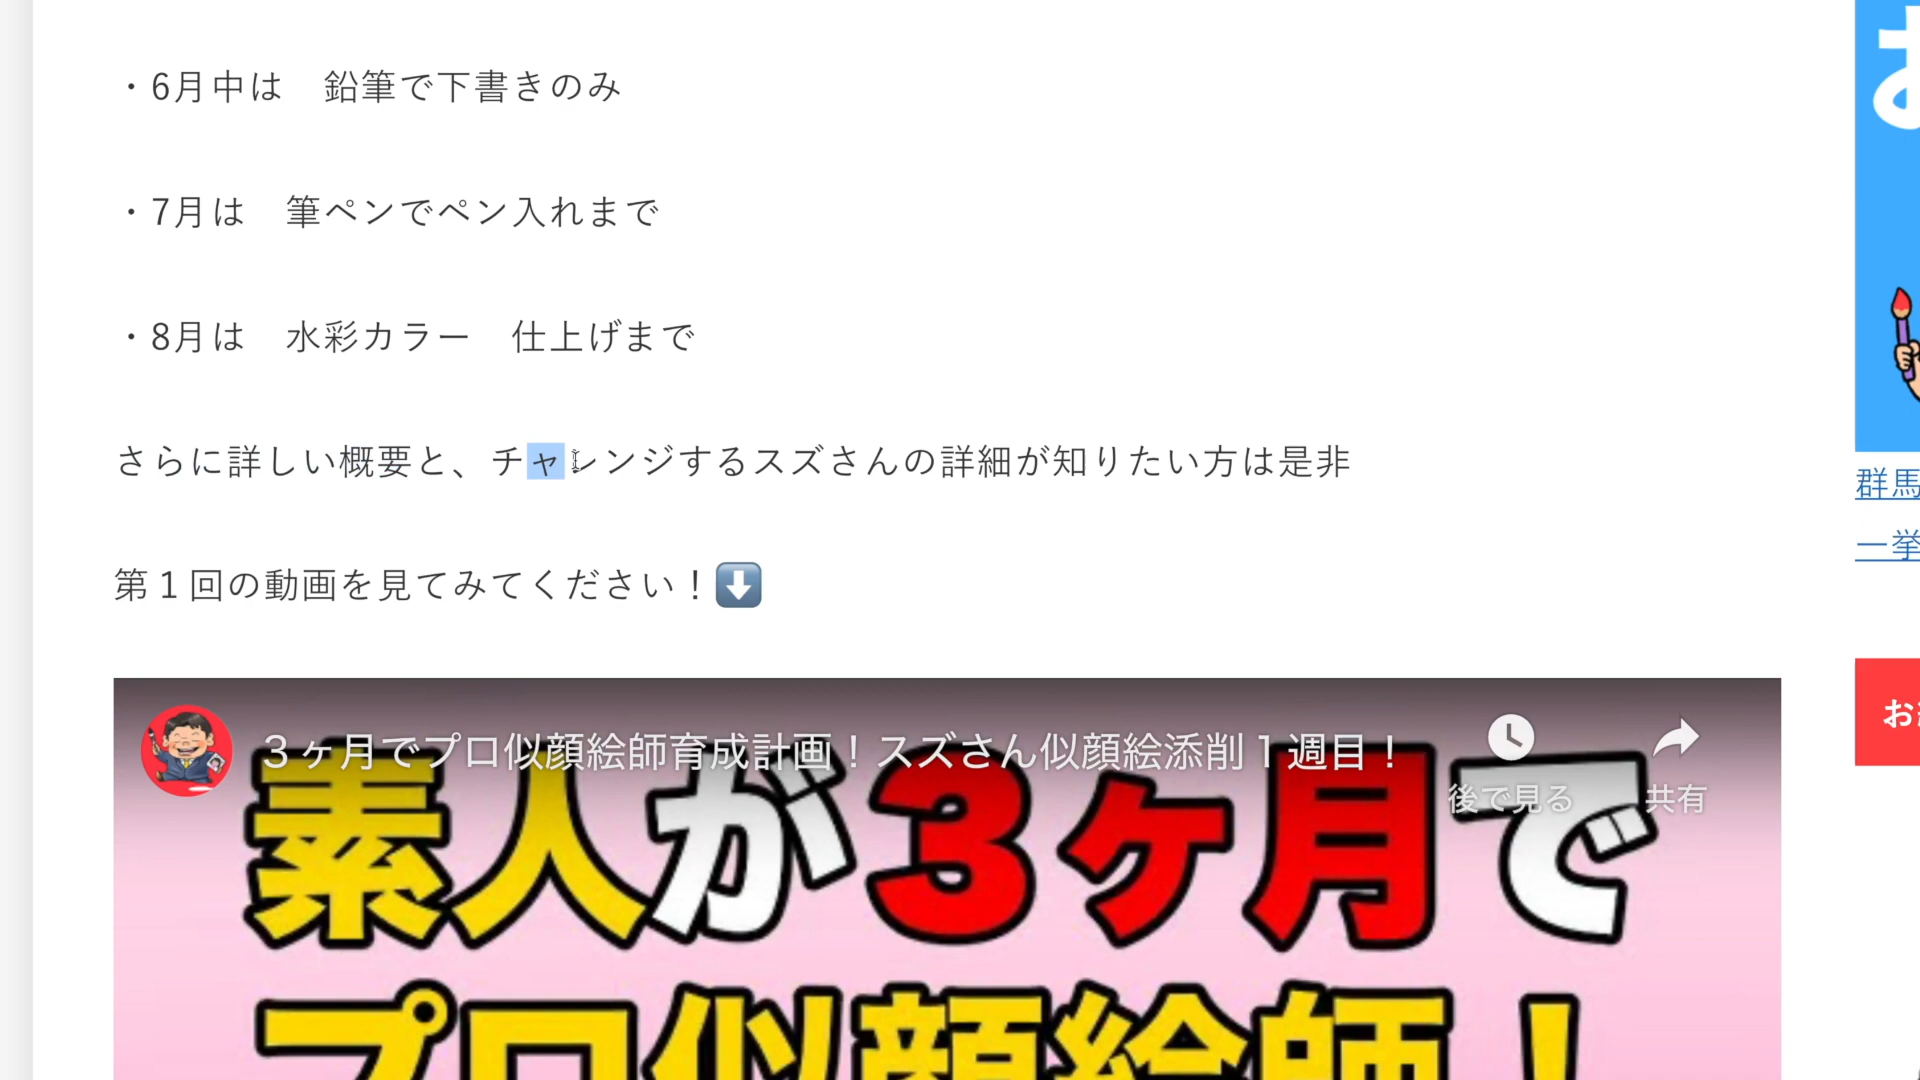 ・6月中は　鉛筆で下書きのみ
・7月は　筆ペンでペン入れまで
・8月は　水彩カラー　仕上げまで
さらに詳しい概要と、チャレンジするスズさんの詳細が知りたい方は是非
第１回の動画を見てみてください！⬇
３ヶ月でプロ似顔絵師育成計画！スズさん似顔絵添削１週目！
後で見る
共有
素人が3ヶ月で
プロ似顔絵師！
お
群馬
一挙
お